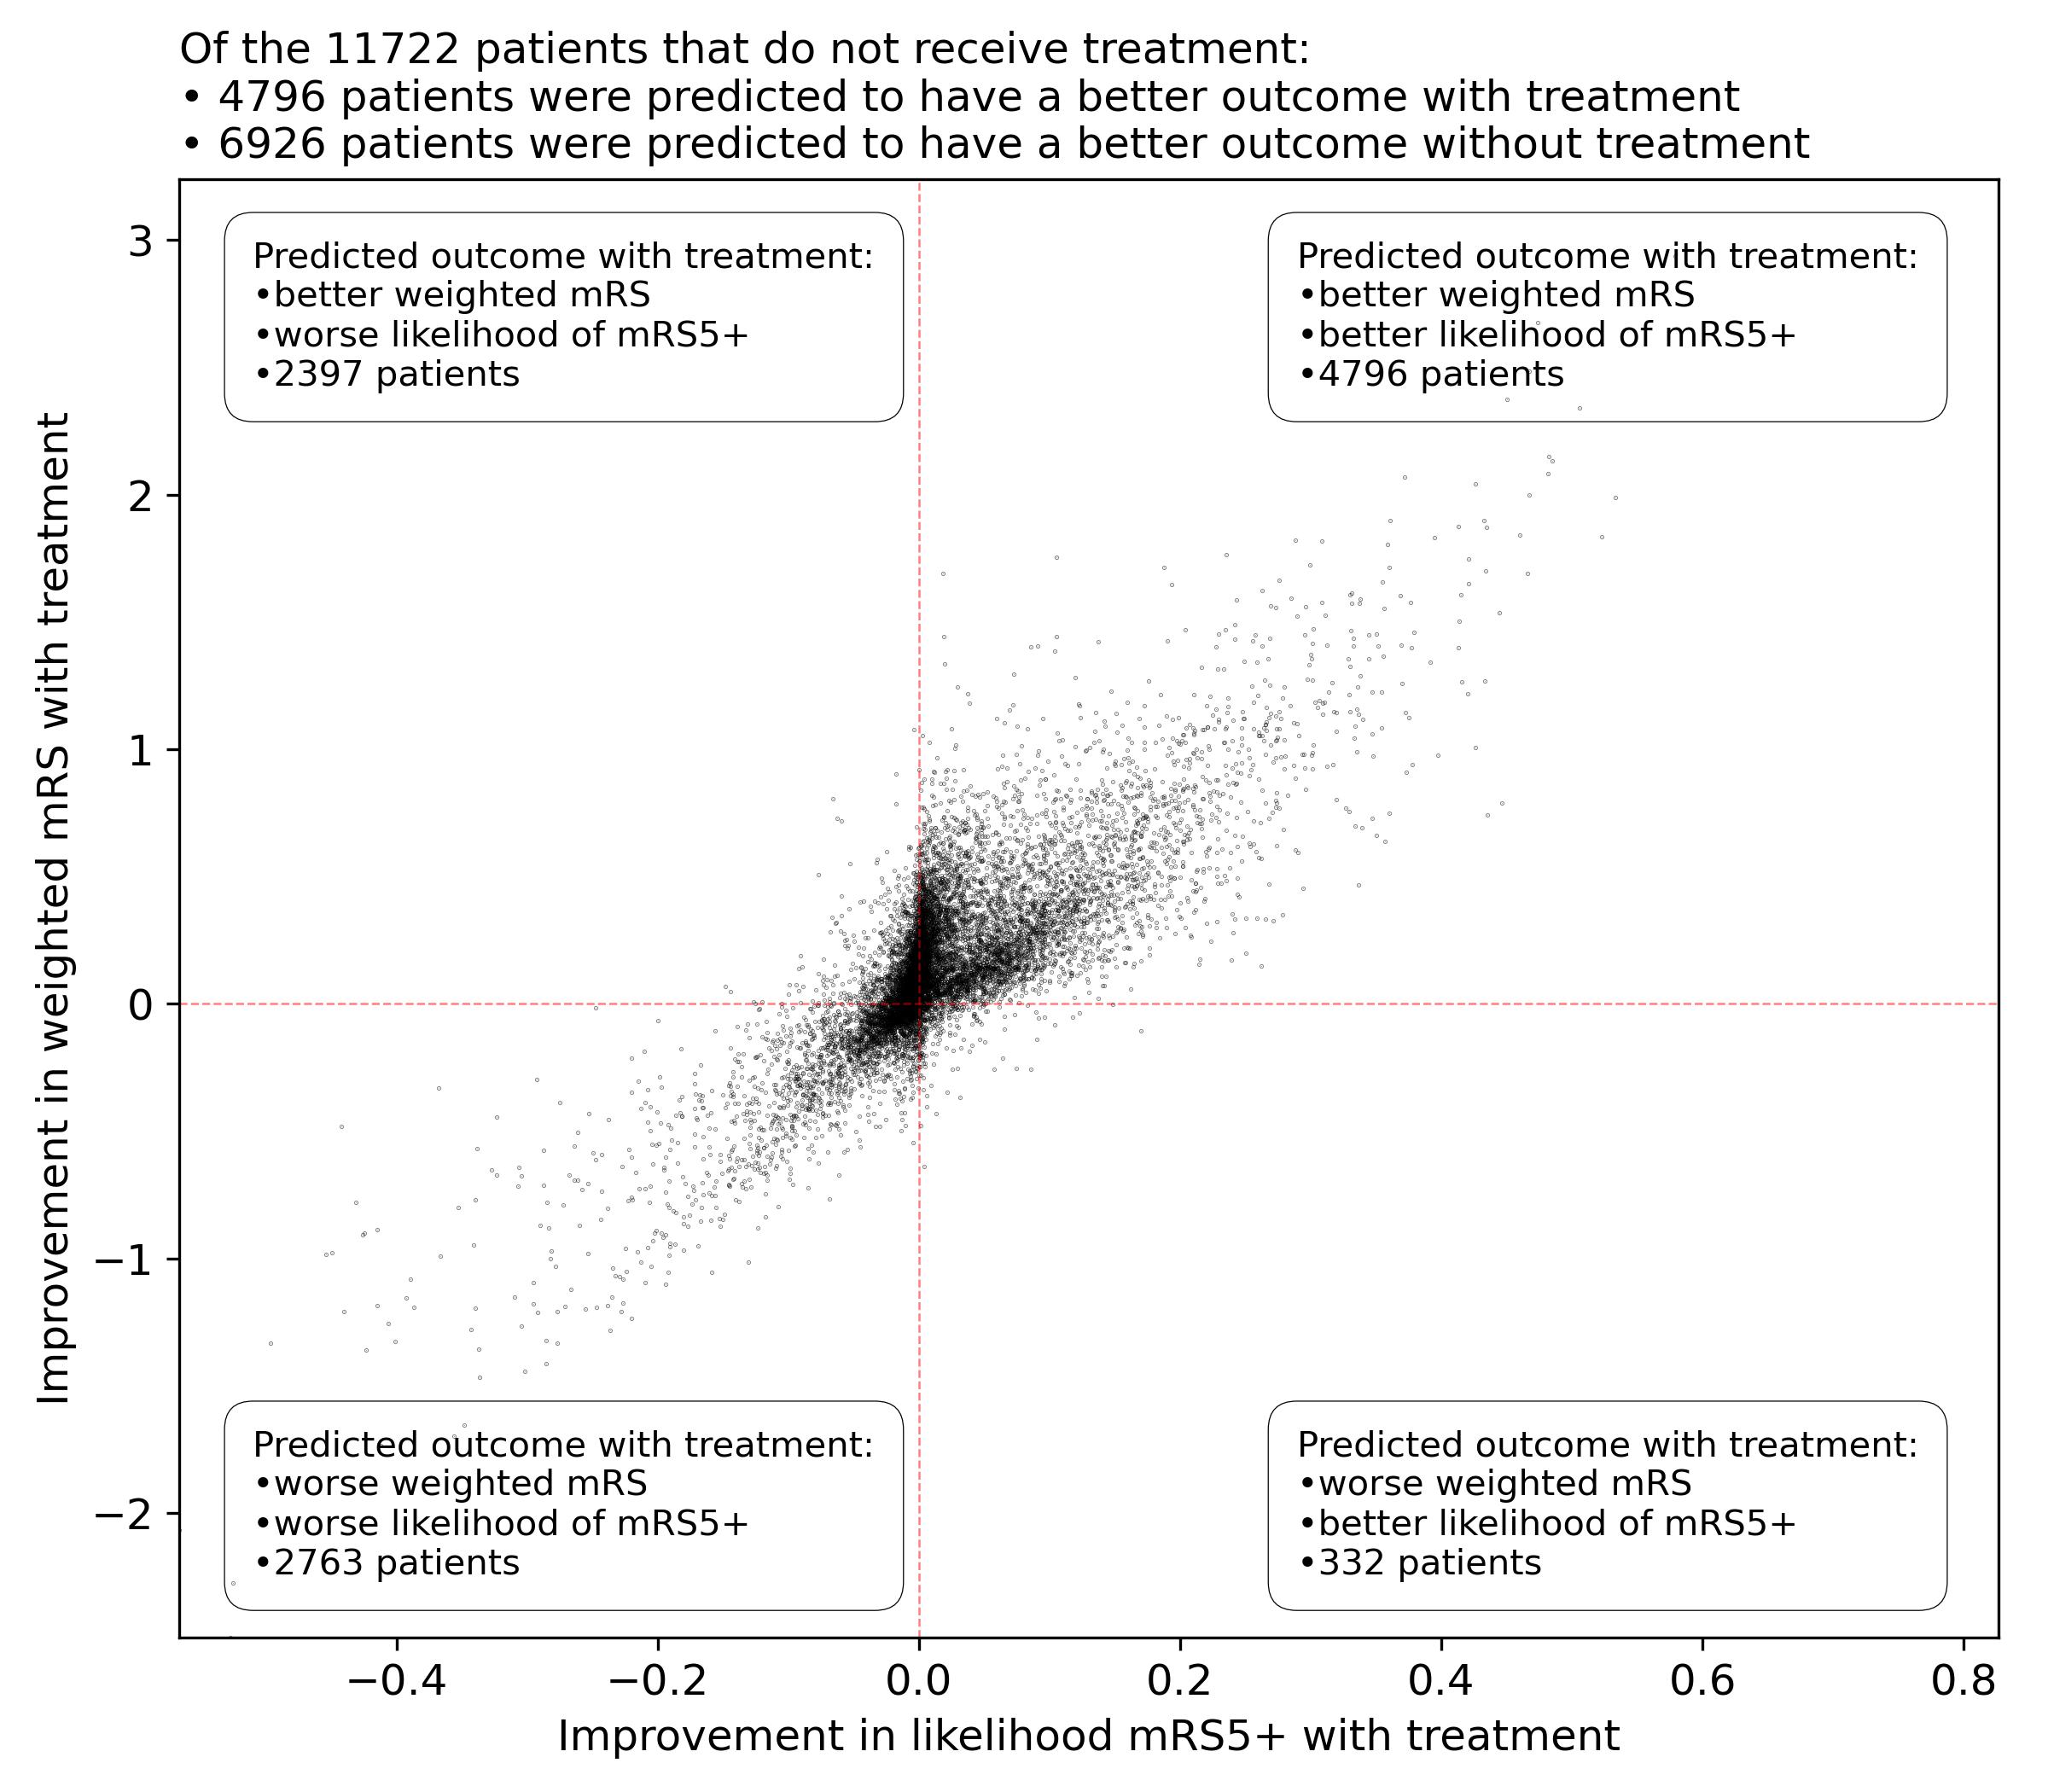 Of the 11722 patients that do not receive treatment:
• 4796 patients were predicted to have a better outcome with treatment
• 6926 patients were predicted to have a better outcome without treatment
Predicted outcome with treatment:
•better weighted mRS
•worse likelihood of mRS5+
•2397 patients
Predicted outcome with treatment:
•better weighted mRS
•better likelihood of mRS5+
•4796 patients
Improvement in weighted mRS with treatment
3
2
1
0
−1
−2
Predicted outcome with treatment:
•worse weighted mRS
•worse likelihood of mRS5+
•2763 patients
Predicted outcome with treatment:
•worse weighted mRS
•better likelihood of mRS5+
•332 patients
−0.4
−0.2
0.0
0.2
0.4
0.6
0.8
Improvement in likelihood mRS5+ with treatment